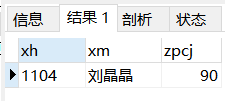 信息 结果 1 剖析 状态
xh xm zpcj
1104 刘晶晶 90